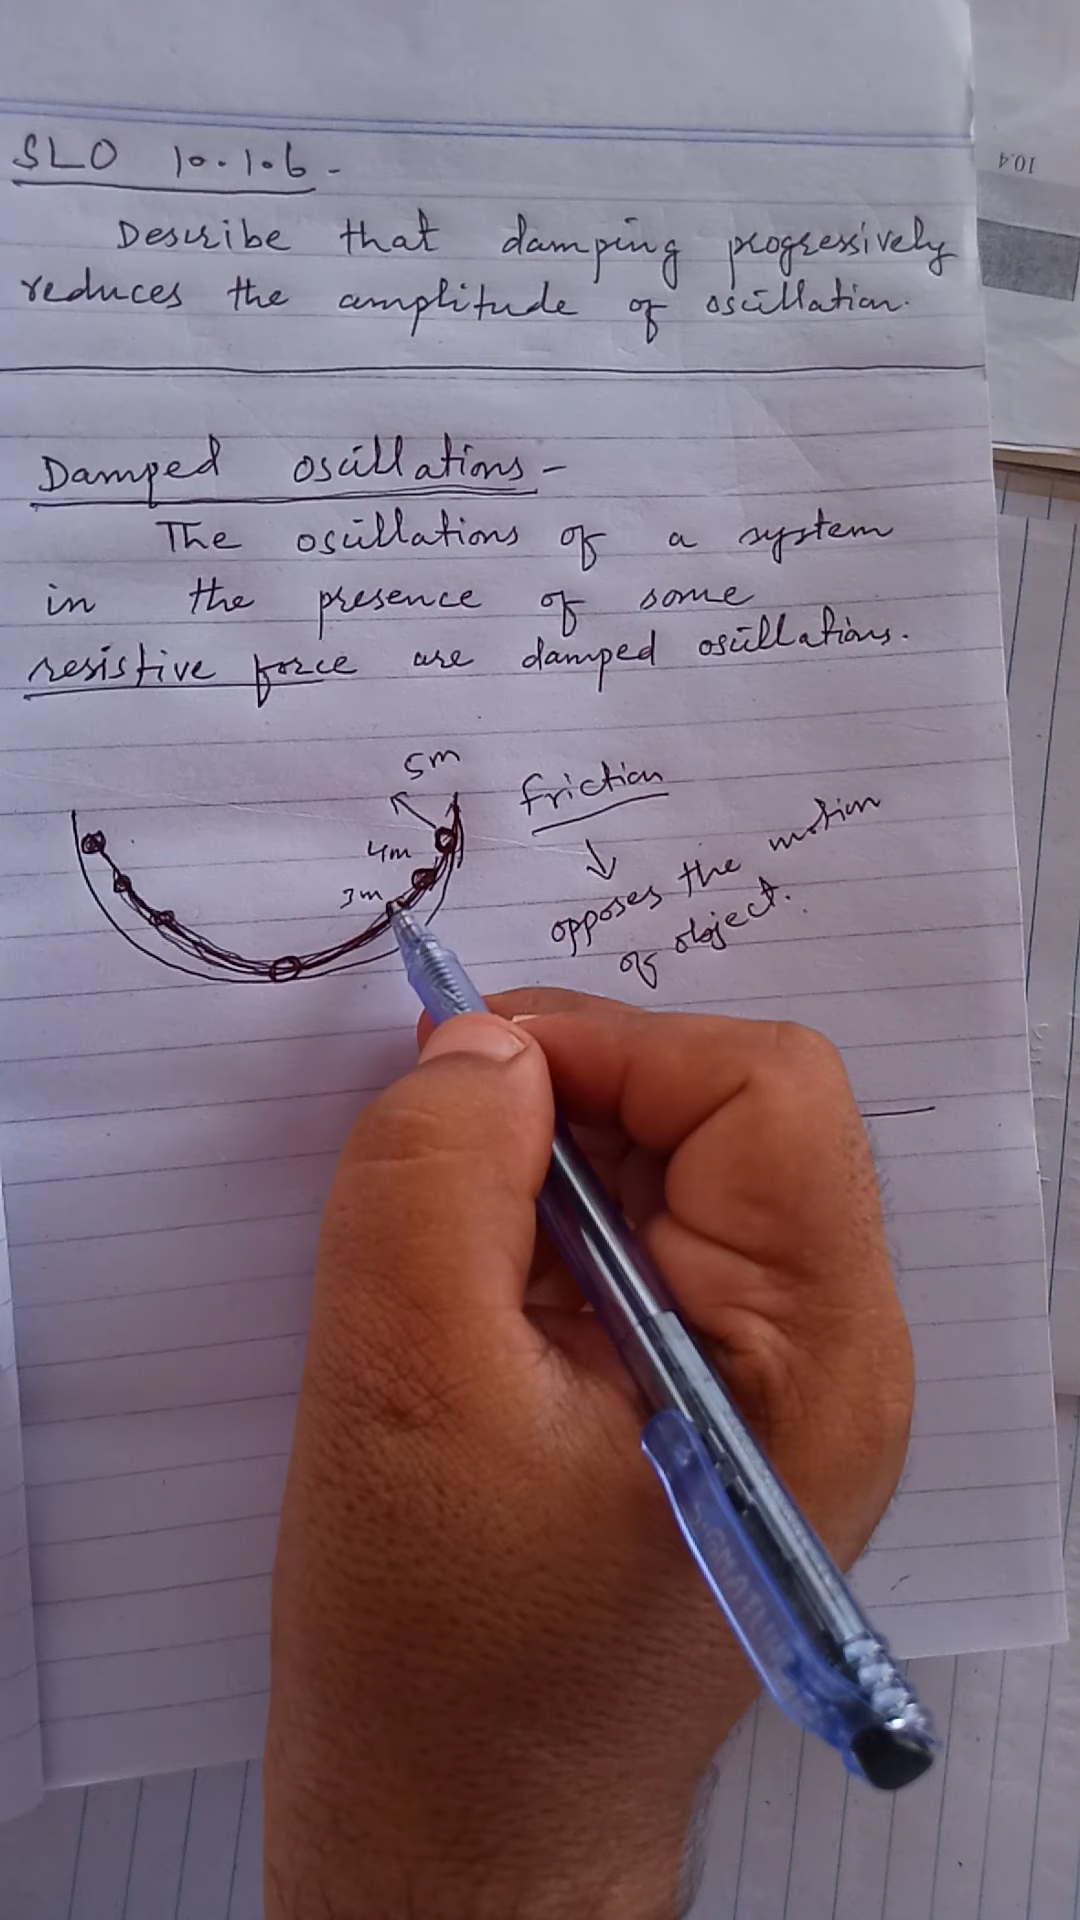 SLO 10.1.6-
Describe that damping progressively
reduces the amplitude of oscillation.
Damped oscillations-
The oscillations of a system
in the presence of some
resistive force are damped oscillations.
5m
4m
3m
friction
opposes the motion
of object.
10.4